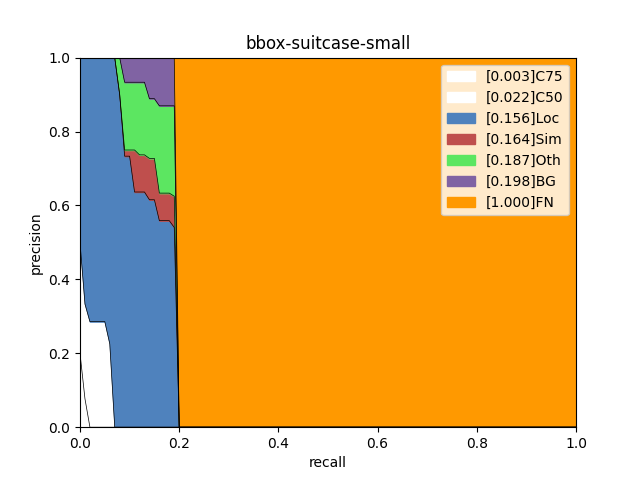 bbox-suitcase-small
precision
1.0
0.8
0.6
0.4
0.2
0.0
[0.003]C75
[0.022]C50
[0.156]Loc
[0.164]Sim
[0.187]Oth
[0.198]BG
[1.000]FN
0.0 0.2 0.4 0.6 0.8 1.0
recall